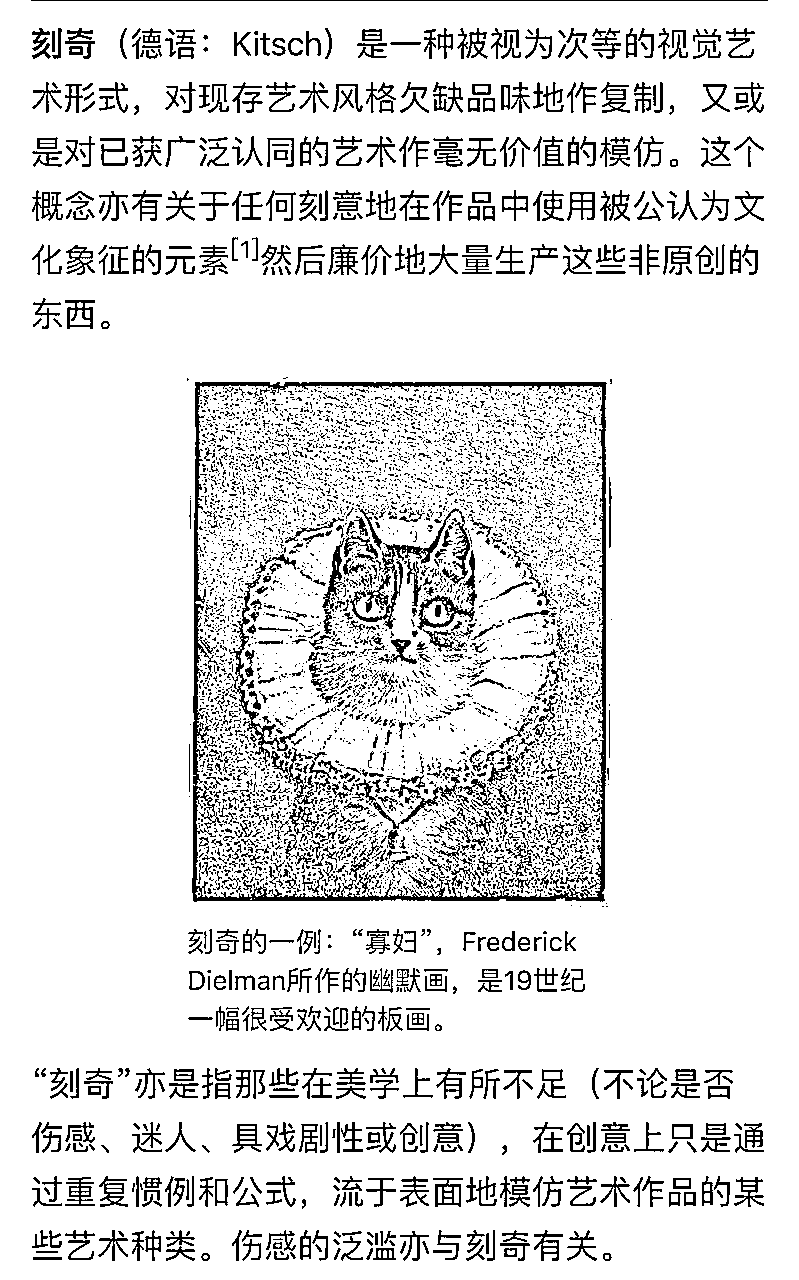 刻奇（德语：Kitsch）是一种被视为次等的视觉艺
术形式，对现存艺术风格欠缺品味地作复制，又或
是对已获广泛认同的艺术作毫无价值的模仿。这个
概念亦有关于任何刻意地在作品中使用被公认为文
化象征的元素[1]然后廉价地大量生产这些非原创的
东西。
刻奇的一例：“寡妇”，Frederick
Dielman所作的幽默画，是19世纪
一幅很受欢迎的板画。
“刻奇”亦是指那些在美学上有所不足（不论是否
伤感、迷人、具戏剧性或创意），在创意上只是通
过重复惯例和公式，流于表面地模仿艺术作品的某
些艺术种类。伤感的泛滥亦与刻奇有关。